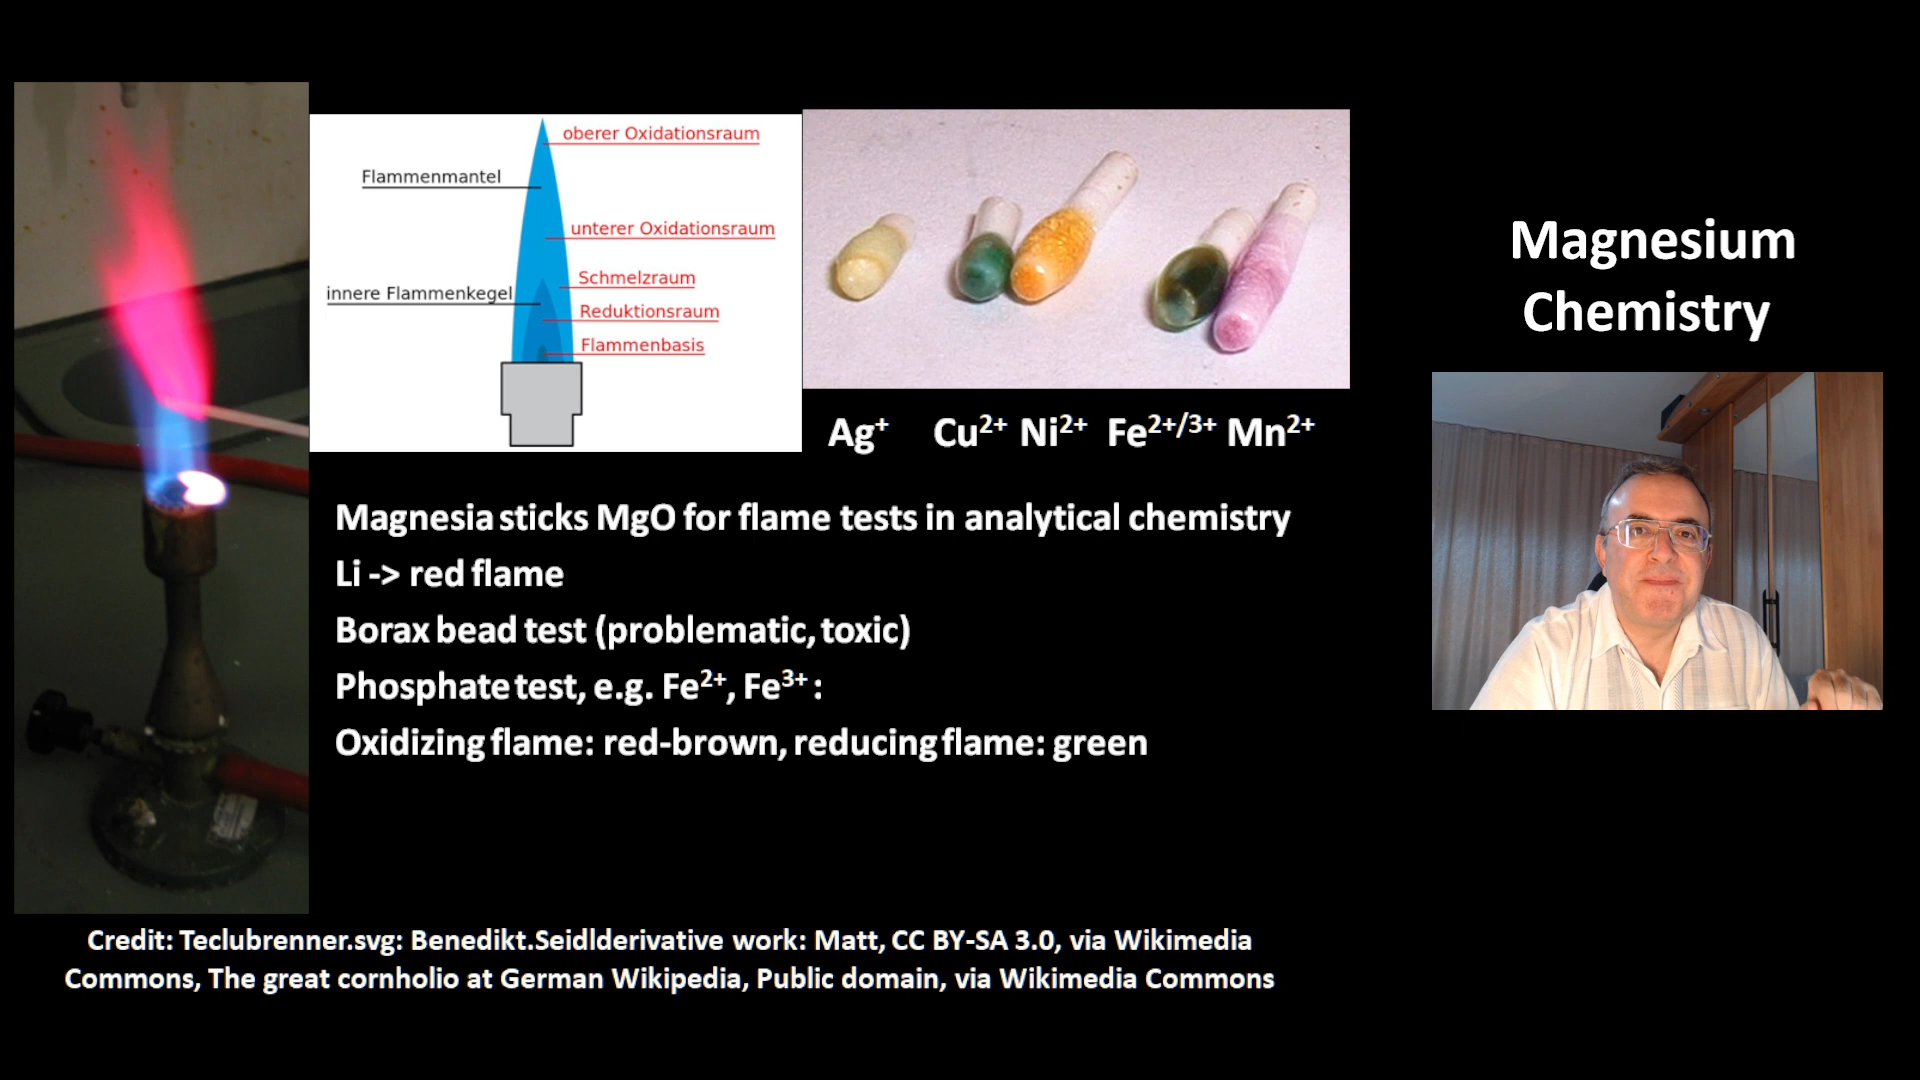 oberer Oxidationsraum
Flammenmantel
unterer Oxidationsraum
Schmelzraum
innere Flammenkegel
Reduktionsraum
Flammenbasis
Ag⁺ Cu²⁺ Ni²⁺ Fe²⁺/³⁺ Mn²⁺
Magnesia sticks MgO for flame tests in analytical chemistry
Li -> red flame
Borax bead test (problematic, toxic)
Phosphate test, e.g. Fe²⁺, Fe³⁺ :
Oxidizing flame: red-brown, reducing flame: green
Credit: Teclubrenner.svg: Benedikt.Seidlderivative work: Matt, CC BY-SA 3.0, via Wikimedia
Commons, The great cornholio at German Wikipedia, Public domain, via Wikimedia Commons
Magnesium
Chemistry